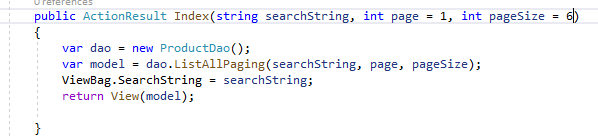 0 references
public ActionResult Index(string searchString, int page = 1, int pageSize = 6)
{
var dao = new ProductDao();
var model = dao.ListAllPaging(searchString, page, pageSize);
ViewBag.SearchString = searchString;
return View(model);
}